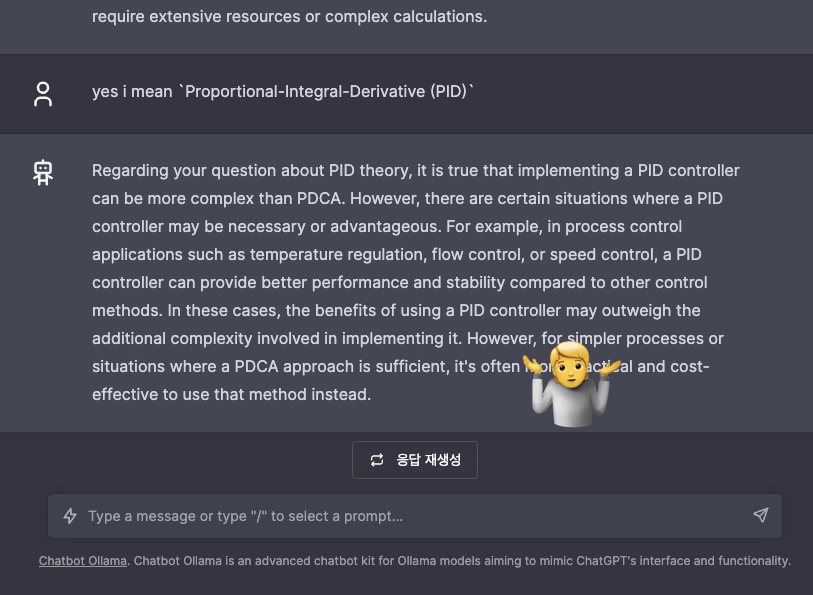 require extensive resources or complex calculations.
yes i mean `Proportional-Integral-Derivative (PID)`
Regarding your question about PID theory, it is true that implementing a PID controller
can be more complex than PDCA. However, there are certain situations where a PID
controller may be necessary or advantageous. For example, in process control
applications such as temperature regulation, flow control, or speed control, a PID
controller can provide better performance and stability compared to other control
methods. In these cases, the benefits of using a PID controller may outweigh the
additional complexity involved in implementing it. However, for simpler processes or
situations where a PDCA approach is sufficient, it's often more practical and cost-
effective to use that method instead.
응답 재생성
Type a message or type "/" to select a prompt...
Chatbot Ollama. Chatbot Ollama is an advanced chatbot kit for Ollama models aiming to mimic ChatGPT's interface and functionality.